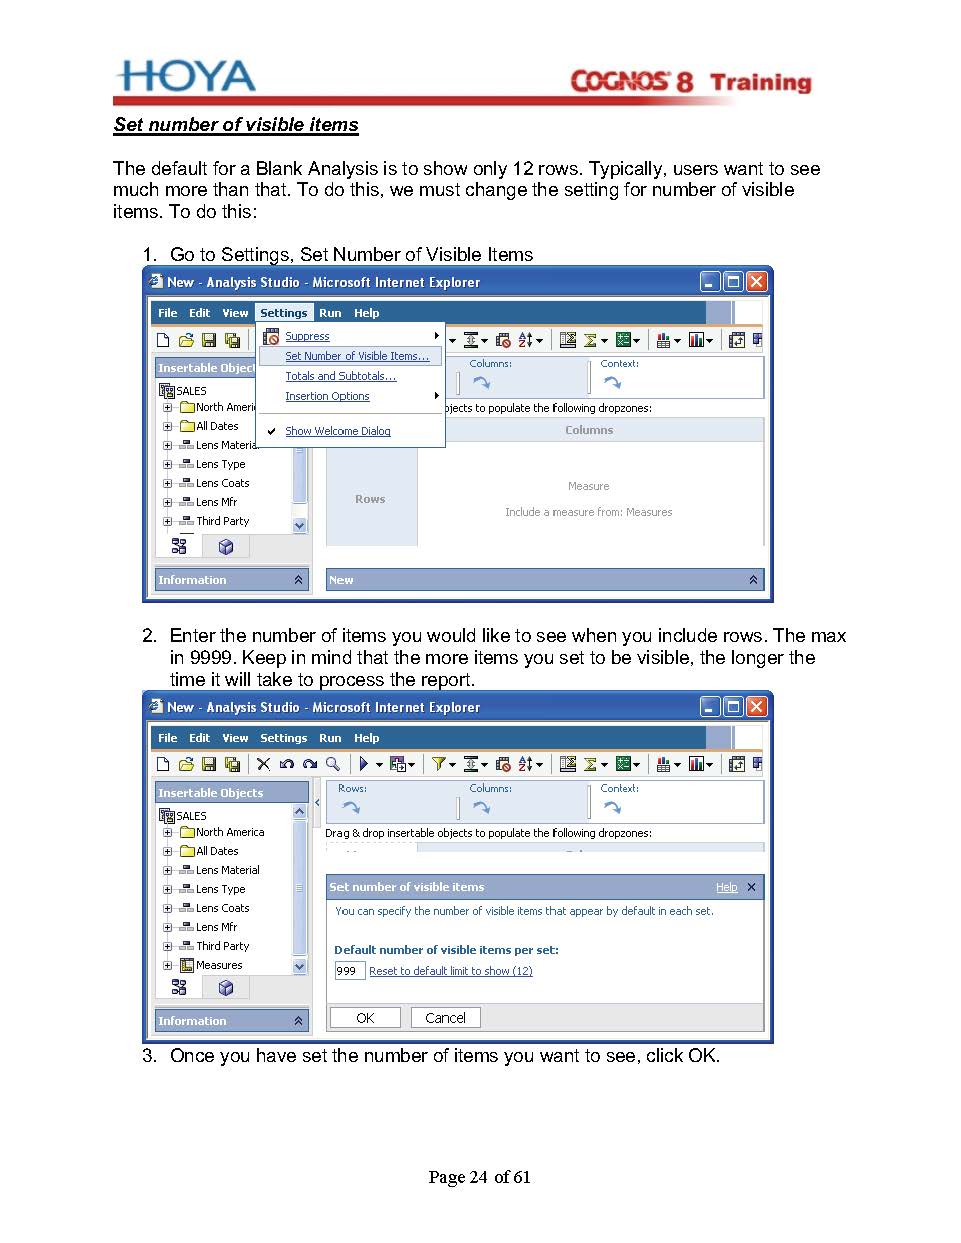 HOYA
COGNOS 8 Training
Set number of visible items
The default for a Blank Analysis is to show only 12 rows. Typically, users want to see
much more than that. To do this, we must change the setting for number of visible
items. To do this:
1. Go to Settings, Set Number of Visible Items
New - Analysis Studio - Microsoft Internet Explorer
File Edit View Settings Run Help
Suppress
Set Number of Visible Items...
Totals and Subtotals...
Insertion Options
Show Welcome Dialog
Insertable Object
SALES
North Ameri
All Dates
Lens Materia
Lens Type
Lens Coats
Lens Mfr
Third Party
Information
Columns: Context:
bjects to populate the following dropzones:
Columns
Rows
Measure
Include a measure from: Measures
New
2. Enter the number of items you would like to see when you include rows. The max
in 9999. Keep in mind that the more items you set to be visible, the longer the
time it will take to process the report.
New - Analysis Studio - Microsoft Internet Explorer
File Edit View Settings Run Help
Insertable Objects
SALES
North America
All Dates
Lens Material
Lens Type
Lens Coats
Lens Mfr
Third Party
Measures
Information
Rows: Columns: Context:
Drag & drop insertable objects to populate the following dropzones:
Set number of visible items Help
You can specify the number of visible items that appear by default in each set.
Default number of visible items per set:
999 Reset to default limit to show (12)
OK Cancel
3. Once you have set the number of items you want to see, click OK.
Page 24 of 61